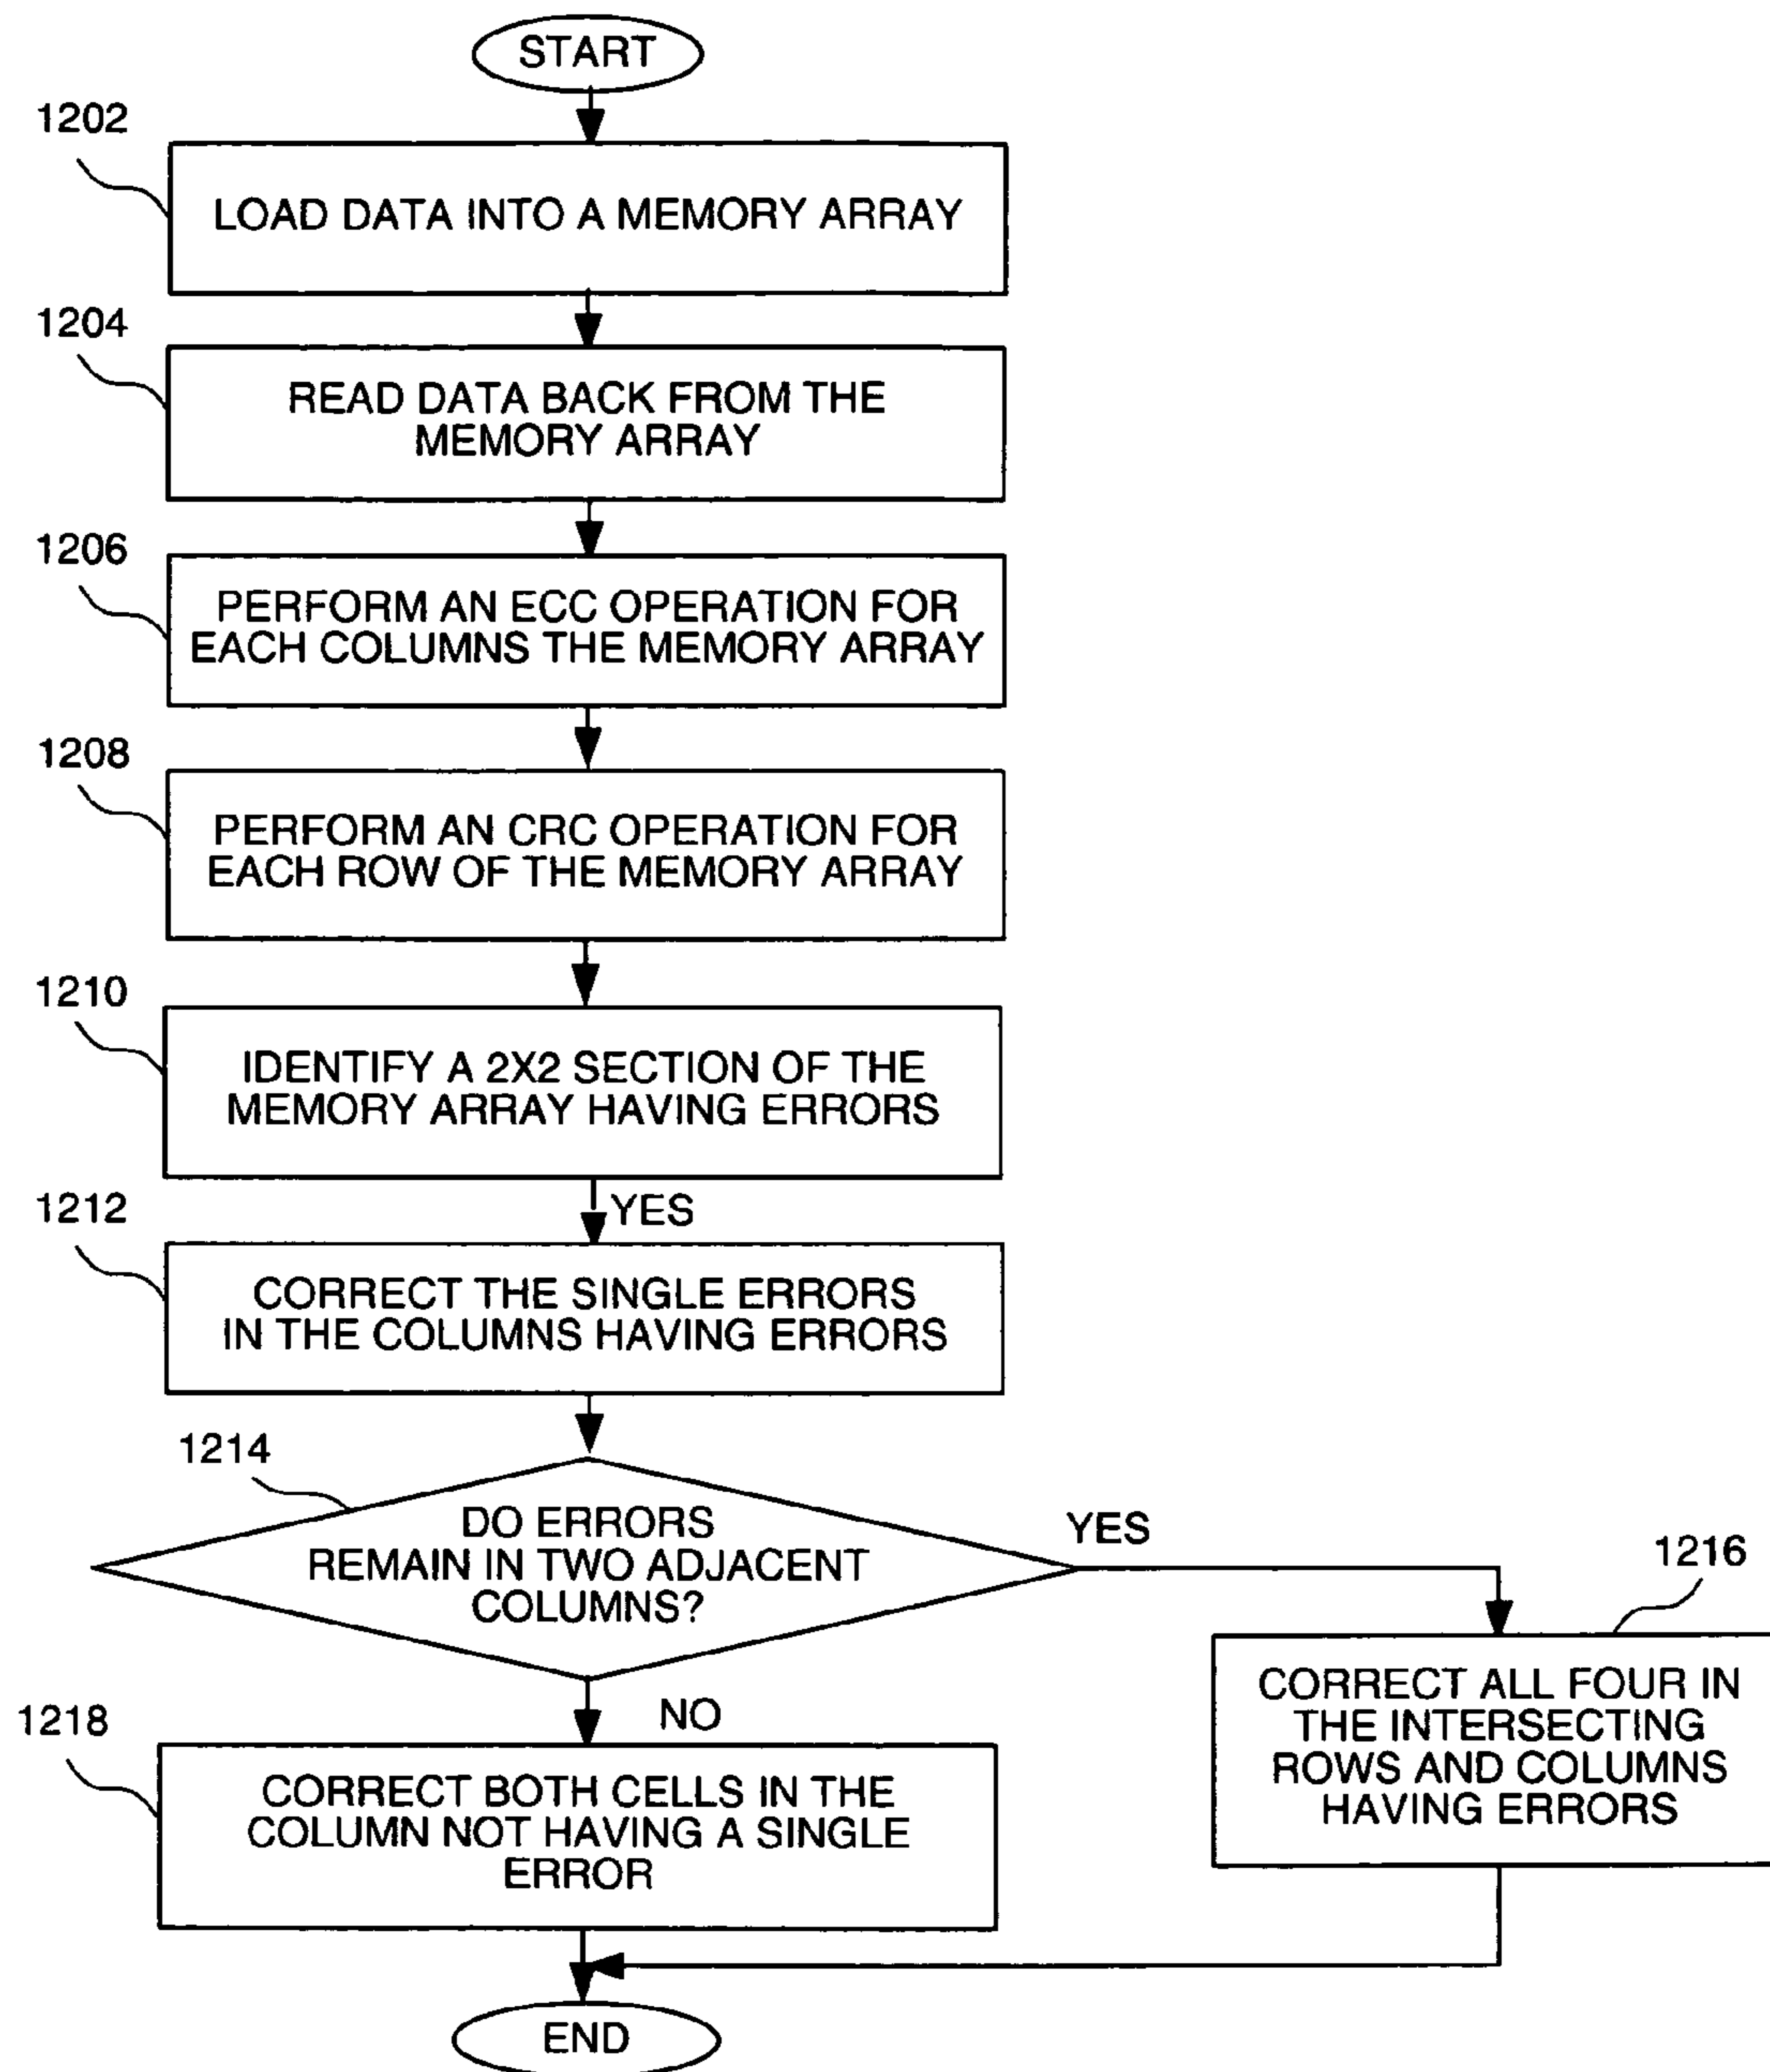 START
1202
LOAD DATA INTO A MEMORY ARRAY
1204
READ DATA BACK FROM THE
MEMORY ARRAY
1206
PERFORM AN ECC OPERATION FOR
EACH COLUMNS THE MEMORY ARRAY
1208
PERFORM AN CRC OPERATION FOR
EACH ROW OF THE MEMORY ARRAY
1210
IDENTIFY A 2X2 SECTION OF THE
MEMORY ARRAY HAVING ERRORS
YES
1212
CORRECT THE SINGLE ERRORS
IN THE COLUMNS HAVING ERRORS
1214
DO ERRORS
REMAIN IN TWO ADJACENT
COLUMNS?
YES
1216
CORRECT ALL FOUR IN
THE INTERSECTING
ROWS AND COLUMNS
HAVING ERRORS
NO
1218
CORRECT BOTH CELLS IN THE
COLUMN NOT HAVING A SINGLE
ERROR
END